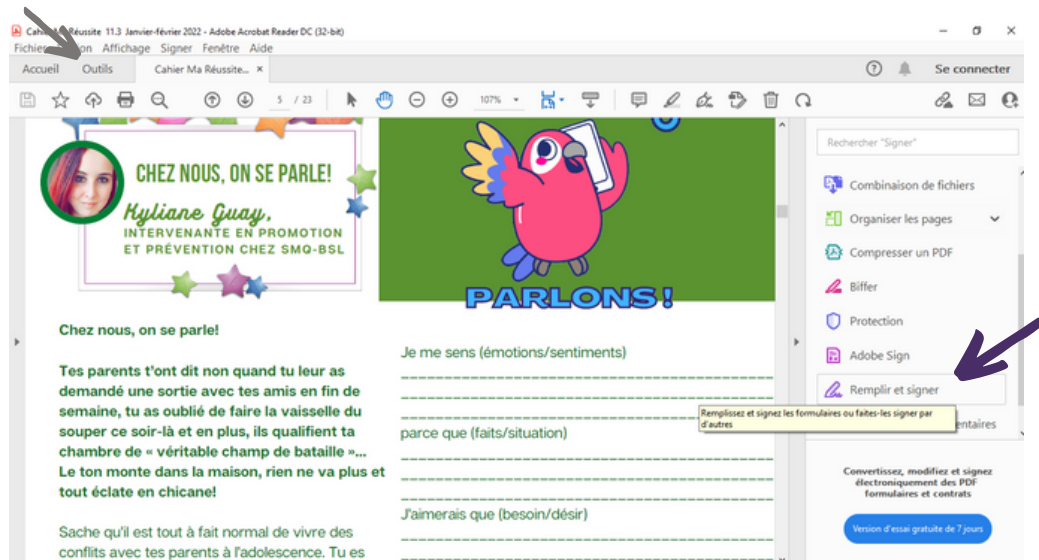 Cahier Ma Réussite 11.3 Janvier-février 2022 - Adobe Acrobat Reader DC (32-bit)
Fichier Affichage Signer Fenêtre Aide
Accueil Outils Cahier Ma Réussite... ×
Se connecter
5 / 23 107%
CHEZ NOUS, ON SE PARLE!
Kyliane Guay,
INTERVENANTE EN PROMOTION
ET PRÉVENTION CHEZ SMQ-BSL
PARLONS!
Chez nous, on se parle!
Tes parents t'ont dit non quand tu leur as
demandé une sortie avec tes amis en fin de
semaine, tu as oublié de faire la vaisselle du
souper ce soir-là et en plus, ils qualifient ta
chambre de « véritable champ de bataille »...
Le ton monte dans la maison, rien ne va plus et
tout éclate en chicane!
Sache qu'il est tout à fait normal de vivre des
conflits avec tes parents à l'adolescence. Tu es
Je me sens (émotions/sentiments)
parce que (faits/situation)
J'aimerais que (besoin/désir)
Rechercher "Signer"
Combinaison de fichiers
Organiser les pages
Compresser un PDF
Biffer
Protection
Adobe Sign
Remplir et signer
Remplissez et signez les formulaires ou faites-les signer par
d'autres
Convertissez, modifiez et signez
électroniquement des PDF
formulaires et contrats
Version d'essai gratuite de 7 jours